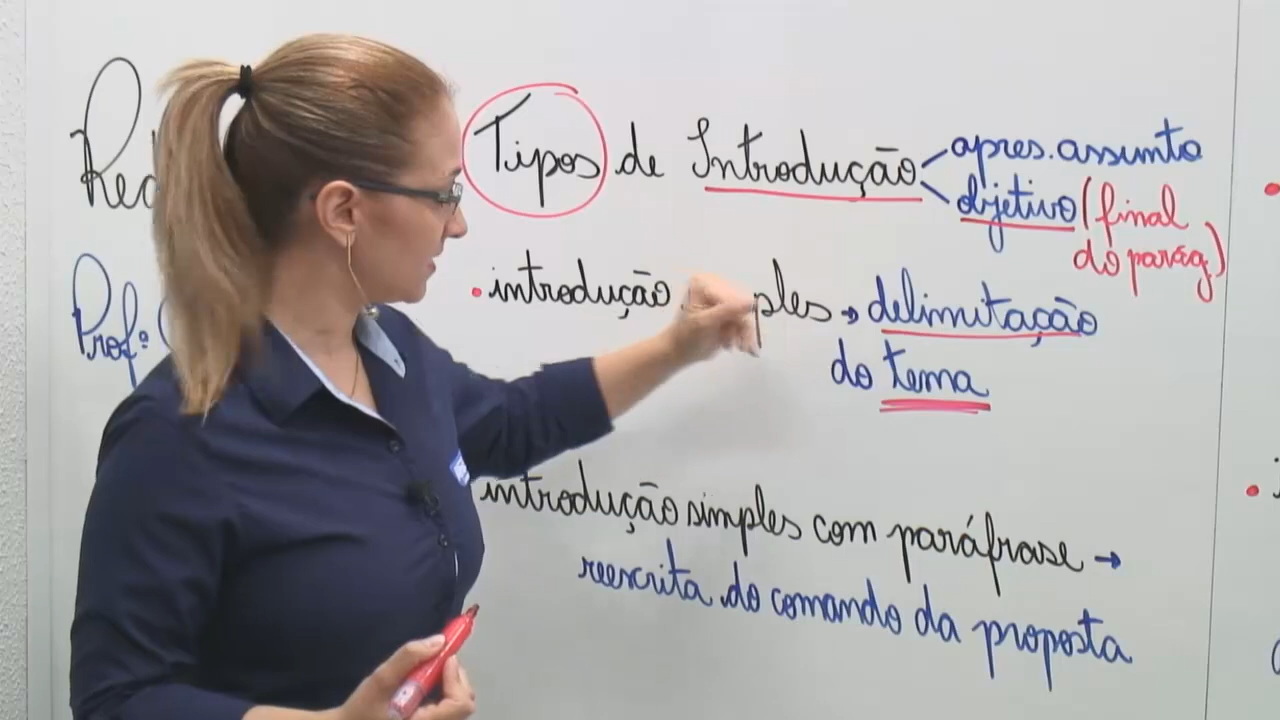 Tipos de Introdução
apres. assunto
objetivo (final
do parág.)
Prof.ª
• introdução → delimitação
do tema
introdução simples com paráfrase →
reescrita do comando da proposta